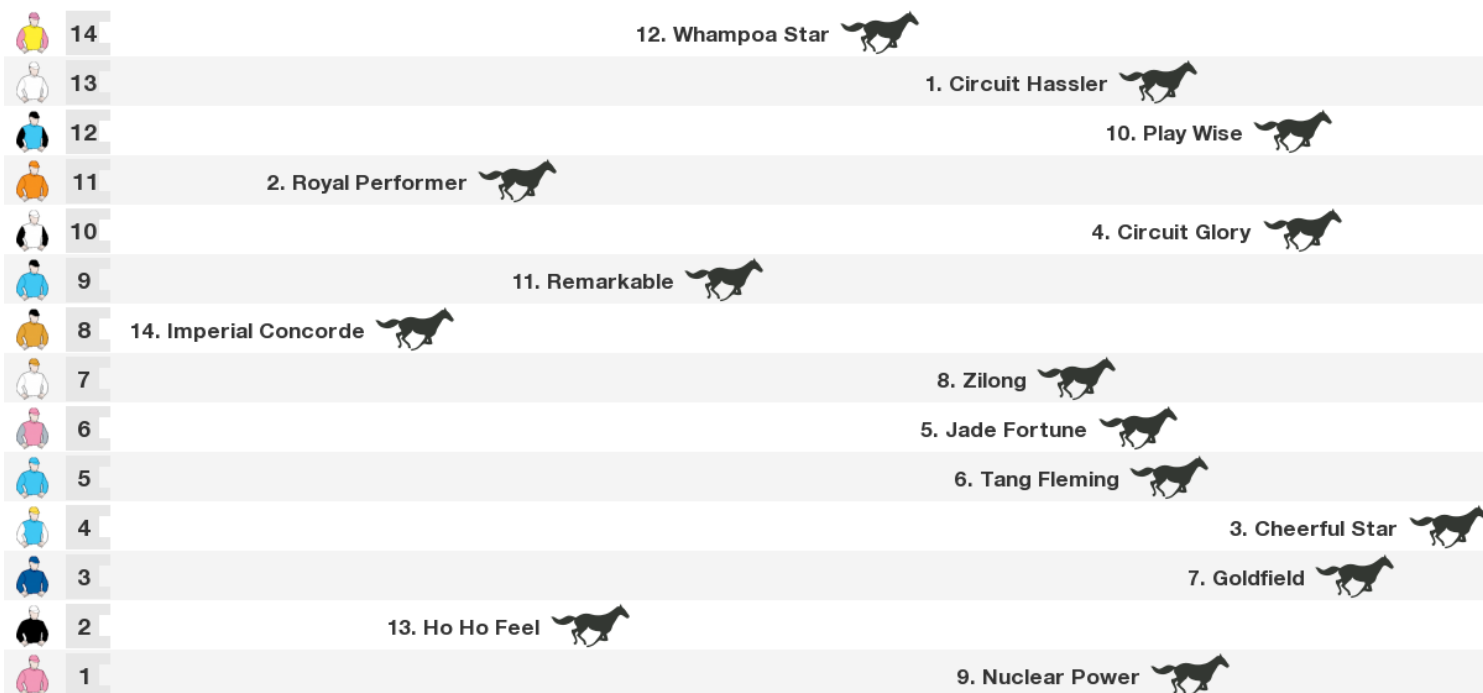 14 12. Whampoa Star
13 1. Circuit Hassler
12 10. Play Wise
11 2. Royal Performer
10 4. Circuit Glory
9 11. Remarkable
8 14. Imperial Concorde
7 8. Zilong
6 5. Jade Fortune
5 6. Tang Fleming
4 3. Cheerful Star
3 7. Goldfield
2 13. Ho Ho Feel
1 9. Nuclear Power